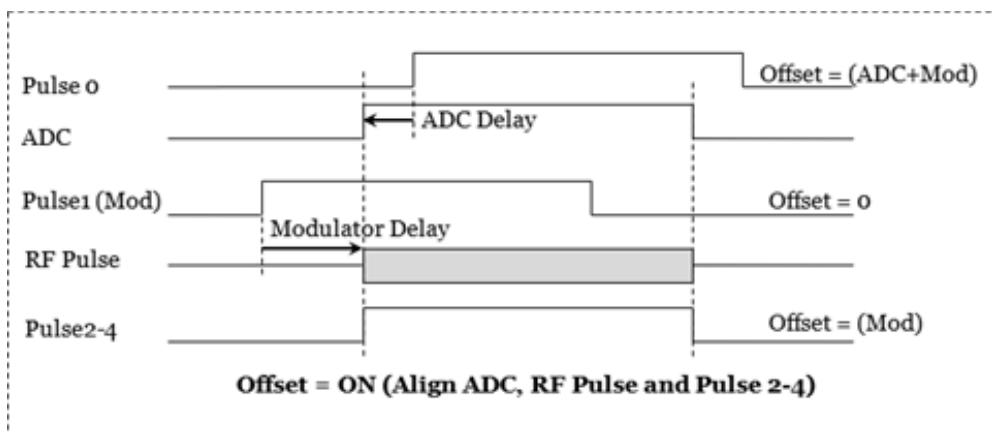 Pulse 0
Offset = (ADC+Mod)
ADC Delay
ADC
Pulse1 (Mod)
Offset = 0
Modulator Delay
RF Pulse
Pulse2-4
Offset = (Mod)
Offset = ON (Align ADC, RF Pulse and Pulse 2-4)